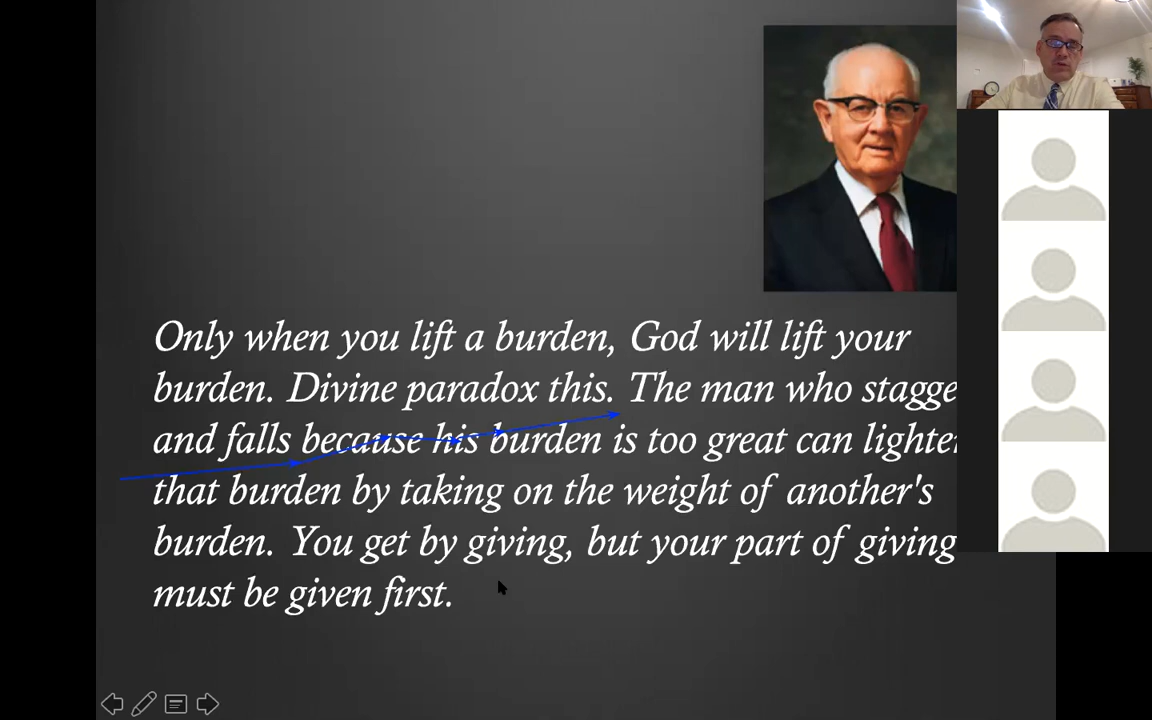 Only when you lift a burden, God will lift your
burden. Divine paradox this. The man who stagge
and falls because his burden is too great can lighte
that burden by taking on the weight of another's
burden. You get by giving, but your part of giving
must be given first.